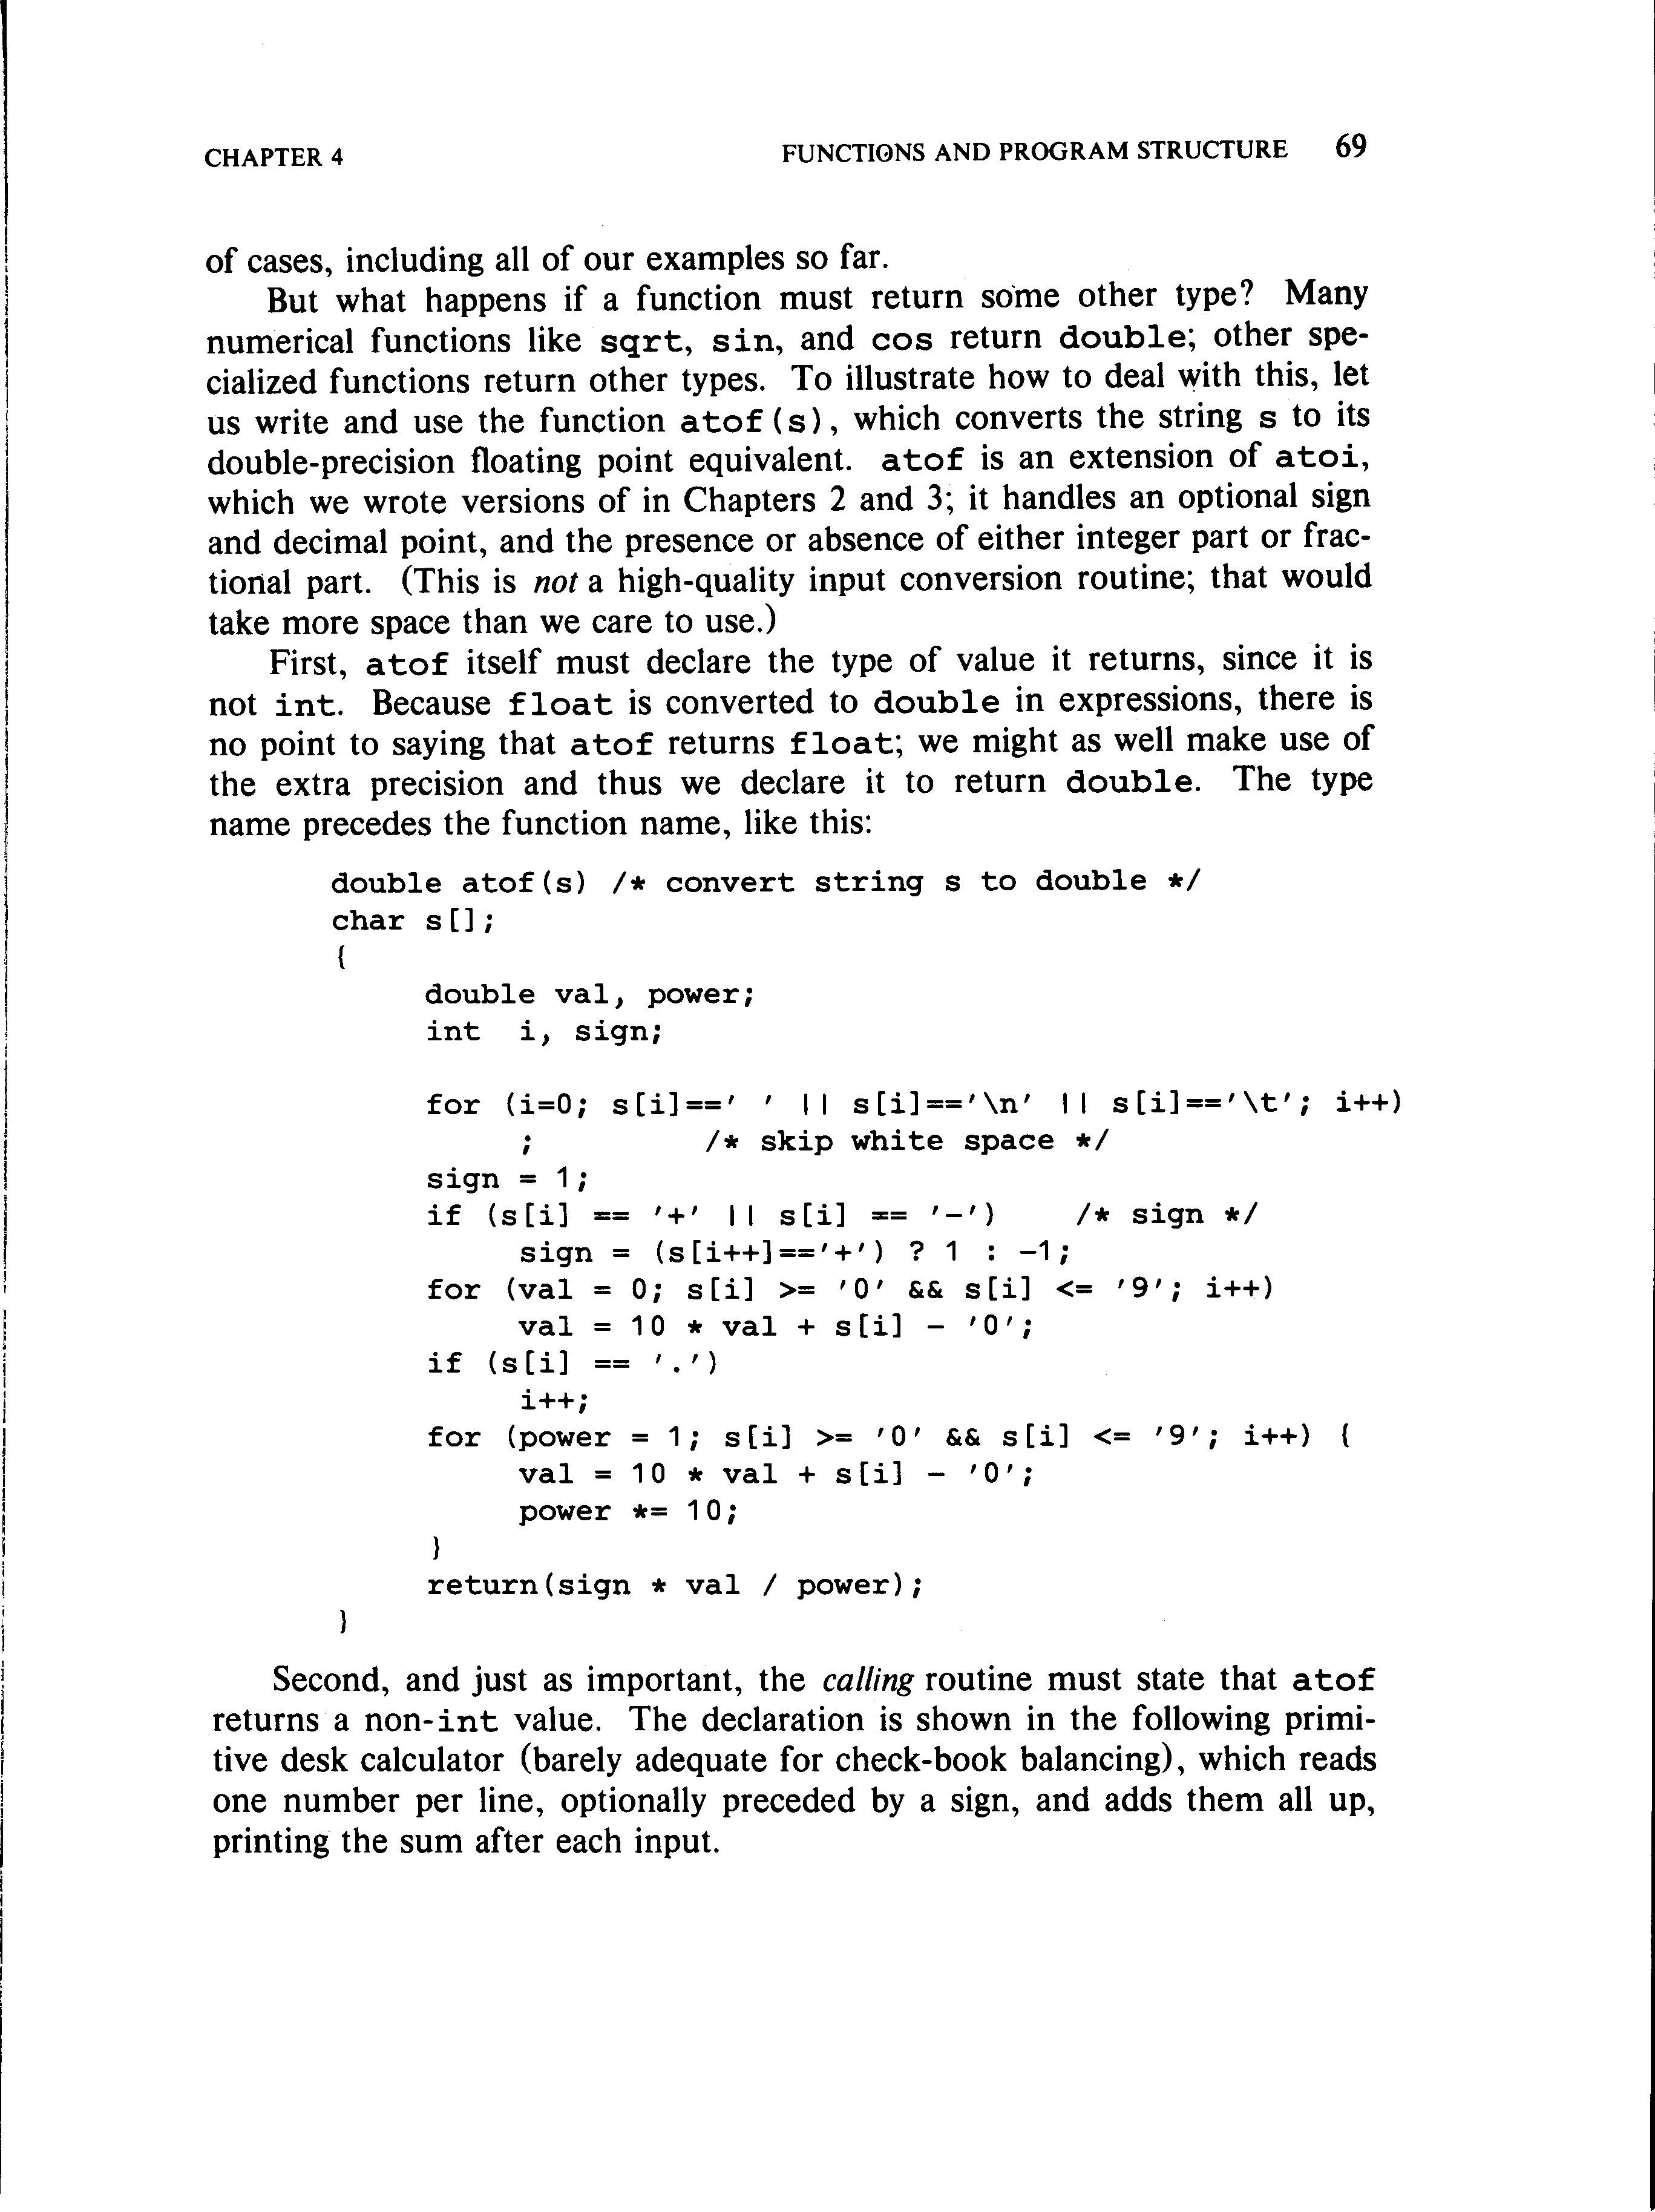 CHAPTER 4 FUNCTIONS AND PROGRAM STRUCTURE 69
of cases, including all of our examples so far.
But what happens if a function must return some other type? Many
numerical functions like sqrt, sin, and cos return double; other spe-
cialized functions return other types. To illustrate how to deal with this, let
us write and use the function atof(s), which converts the string s to its
double-precision floating point equivalent. atof is an extension of atoi,
which we wrote versions of in Chapters 2 and 3; it handles an optional sign
and decimal point, and the presence or absence of either integer part or frac-
tional part. (This is not a high-quality input conversion routine; that would
take more space than we care to use.)
First, atof itself must declare the type of value it returns, since it is
not int. Because float is converted to double in expressions, there is
no point to saying that atof returns float; we might as well make use of
the extra precision and thus we declare it to return double. The type
name precedes the function name, like this:
double atof(s) /* convert string s to double */
char s[];
{
double val, power;
int i, sign;
for (i=0; s[i]==' ' || s[i]=='\n' || s[i]=='\t'; i++)
; /* skip white space */
sign = 1;
if (s[i] == '+' || s[i] == '-') /* sign */
sign = (s[i++]=='+') ? 1 : -1;
for (val = 0; s[i] >= '0' && s[i] <= '9'; i++)
val = 10 * val + s[i] - '0';
if (s[i] == '.')
i++;
for (power = 1; s[i] >= '0' && s[i] <= '9'; i++) {
val = 10 * val + s[i] - '0';
power *= 10;
}
return(sign * val / power);
}
Second, and just as important, the calling routine must state that atof
returns a non-int value. The declaration is shown in the following primi-
tive desk calculator (barely adequate for check-book balancing), which reads
one number per line, optionally preceded by a sign, and adds them all up,
printing the sum after each input.